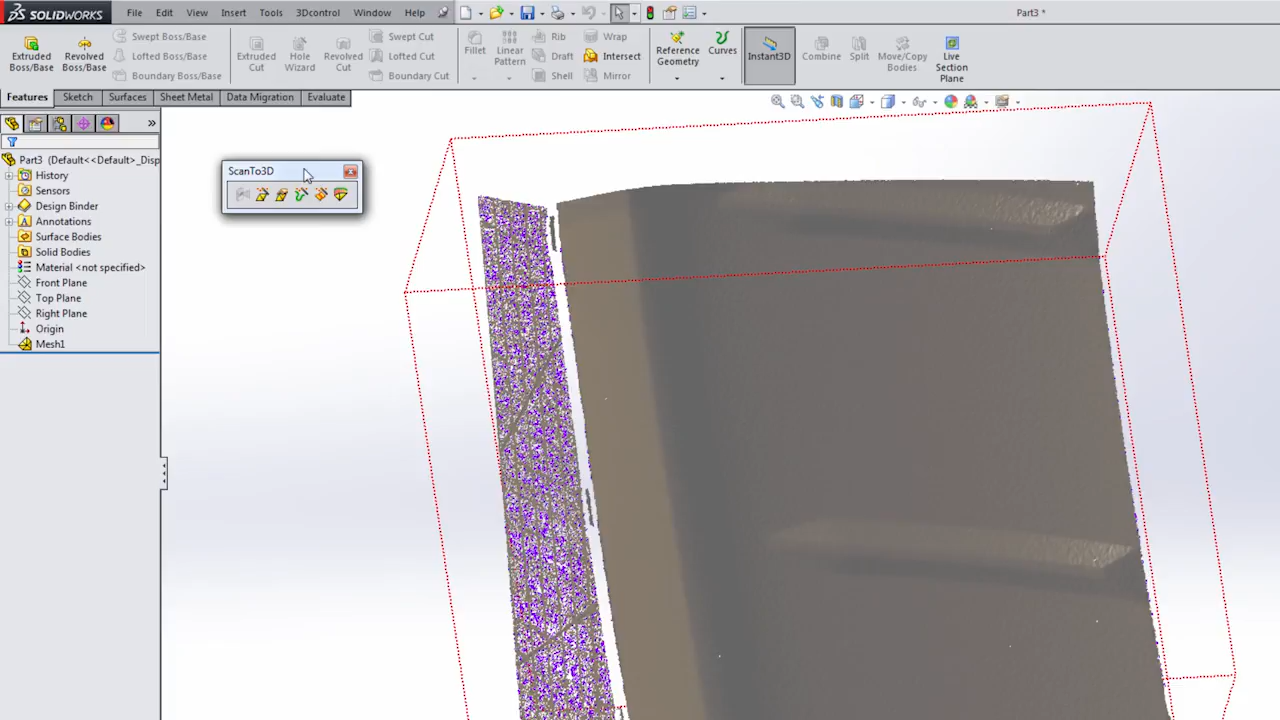 SOLIDWORKS File Edit View Insert Tools 3Dcontrol Window Help Part3 *
Extruded Boss/Base
Revolved Boss/Base
Swept Boss/Base
Lofted Boss/Base
Boundary Boss/Base
Extruded Cut
Hole Wizard
Revolved Cut
Swept Cut
Lofted Cut
Boundary Cut
Fillet
Linear Pattern
Rib
Draft
Shell
Wrap
Intersect
Mirror
Reference Geometry
Curves
Instant3D
Combine
Split
Move/Copy Bodies
Live Section Plane
Features Sketch Surfaces Sheet Metal Data Migration Evaluate
Part3 (Default<<Default>_Disp
History
Sensors
Design Binder
Annotations
Surface Bodies
Solid Bodies
Material <not specified>
Front Plane
Top Plane
Right Plane
Origin
Mesh1
ScanTo3D